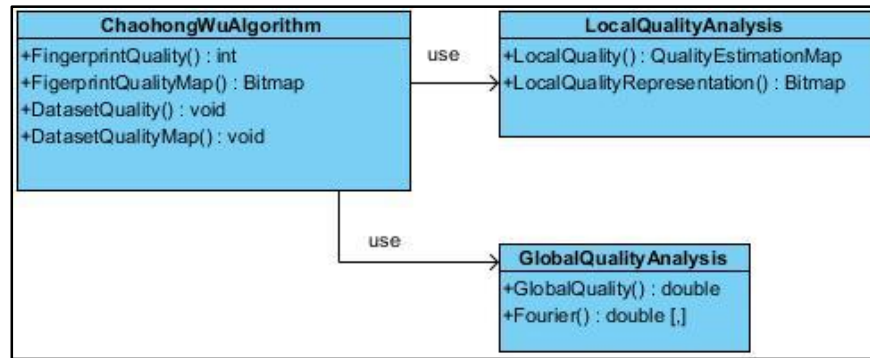 ChaohongWuAlgorithm
+FingerprintQuality() : int
+FigerprintQualityMap() : Bitmap
+DatasetQuality() : void
+DatasetQualityMap() : void
use
LocalQualityAnalysis
+LocalQuality() : QualityEstimationMap
+LocalQualityRepresentation() : Bitmap
use
GlobalQualityAnalysis
+GlobalQuality() : double
+Fourier() : double [,]